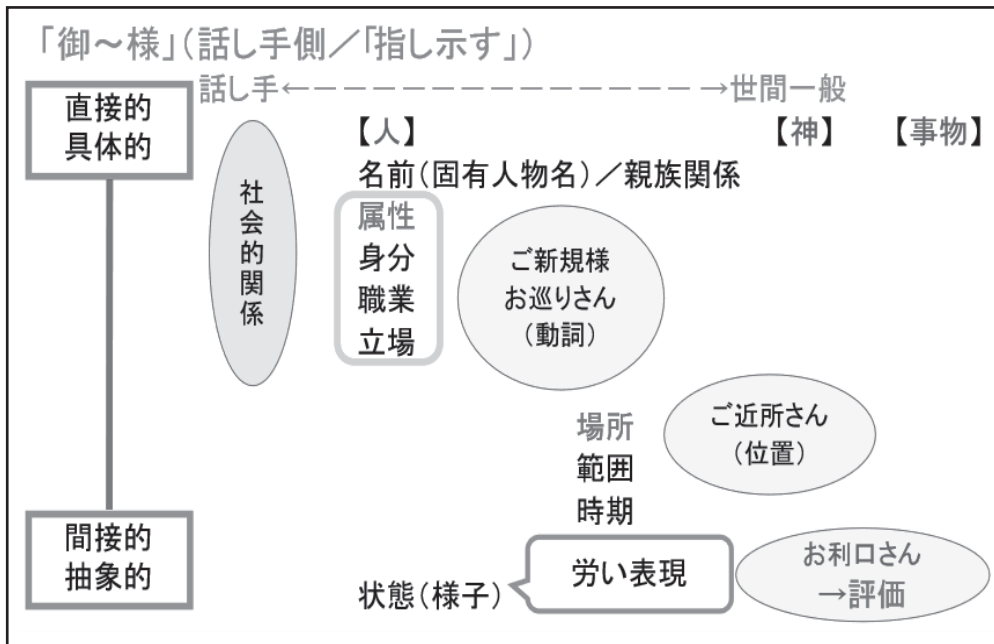 「御～様」(話し手側／「指し示す」)
話し手←－－－－－－－－－－－－－－→世間一般
直接的
具体的
【人】
【神】
【事物】
名前(固有人物名)／親族関係
社会的関係
属性
身分
職業
立場
ご新規様
お巡りさん
(動詞)
場所
範囲
時期
ご近所さん
(位置)
間接的
抽象的
状態(様子)
労い表現
お利口さん
→評価